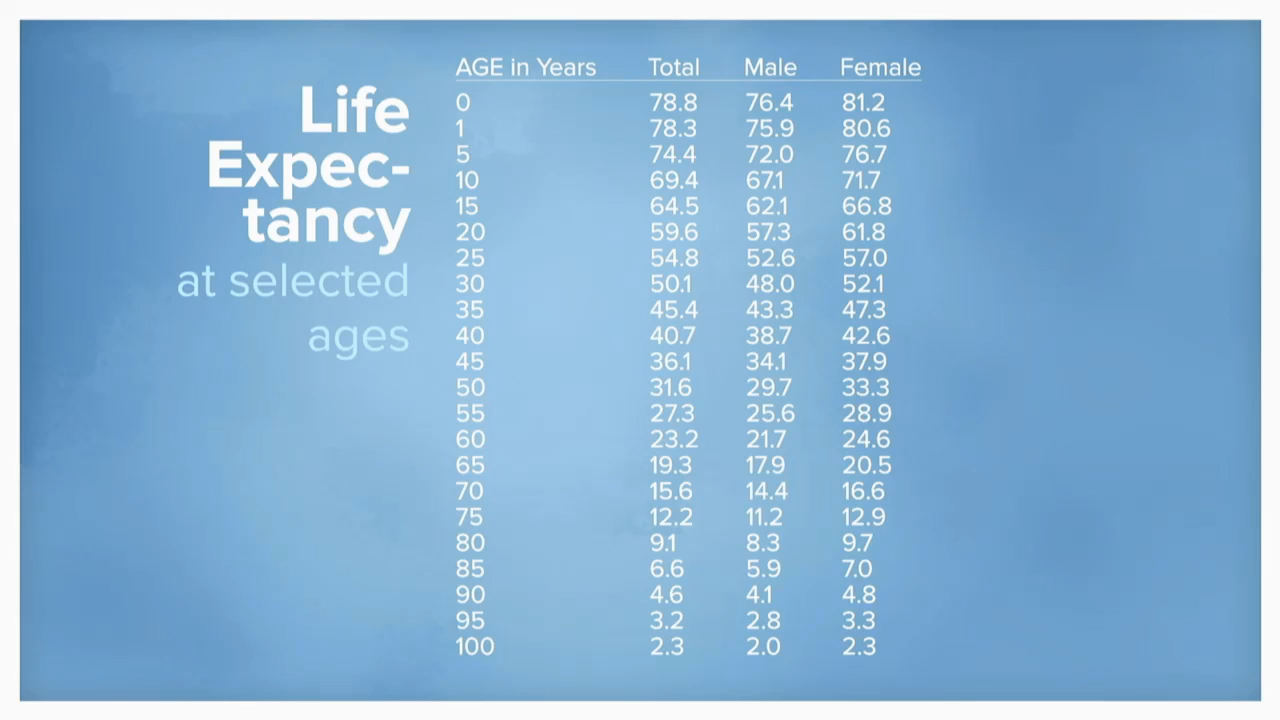 Life
Expec-
tancy
at selected
ages
AGE in Years Total Male Female
0 78.8 76.4 81.2
1 78.3 75.9 80.6
5 74.4 72.0 76.7
10 69.4 67.1 71.7
15 64.5 62.1 66.8
20 59.6 57.3 61.8
25 54.8 52.6 57.0
30 50.1 48.0 52.1
35 45.4 43.3 47.3
40 40.7 38.7 42.6
45 36.1 34.1 37.9
50 31.6 29.7 33.3
55 27.3 25.6 28.9
60 23.2 21.7 24.6
65 19.3 17.9 20.5
70 15.6 14.4 16.6
75 12.2 11.2 12.9
80 9.1 8.3 9.7
85 6.6 5.9 7.0
90 4.6 4.1 4.8
95 3.2 2.8 3.3
100 2.3 2.0 2.3